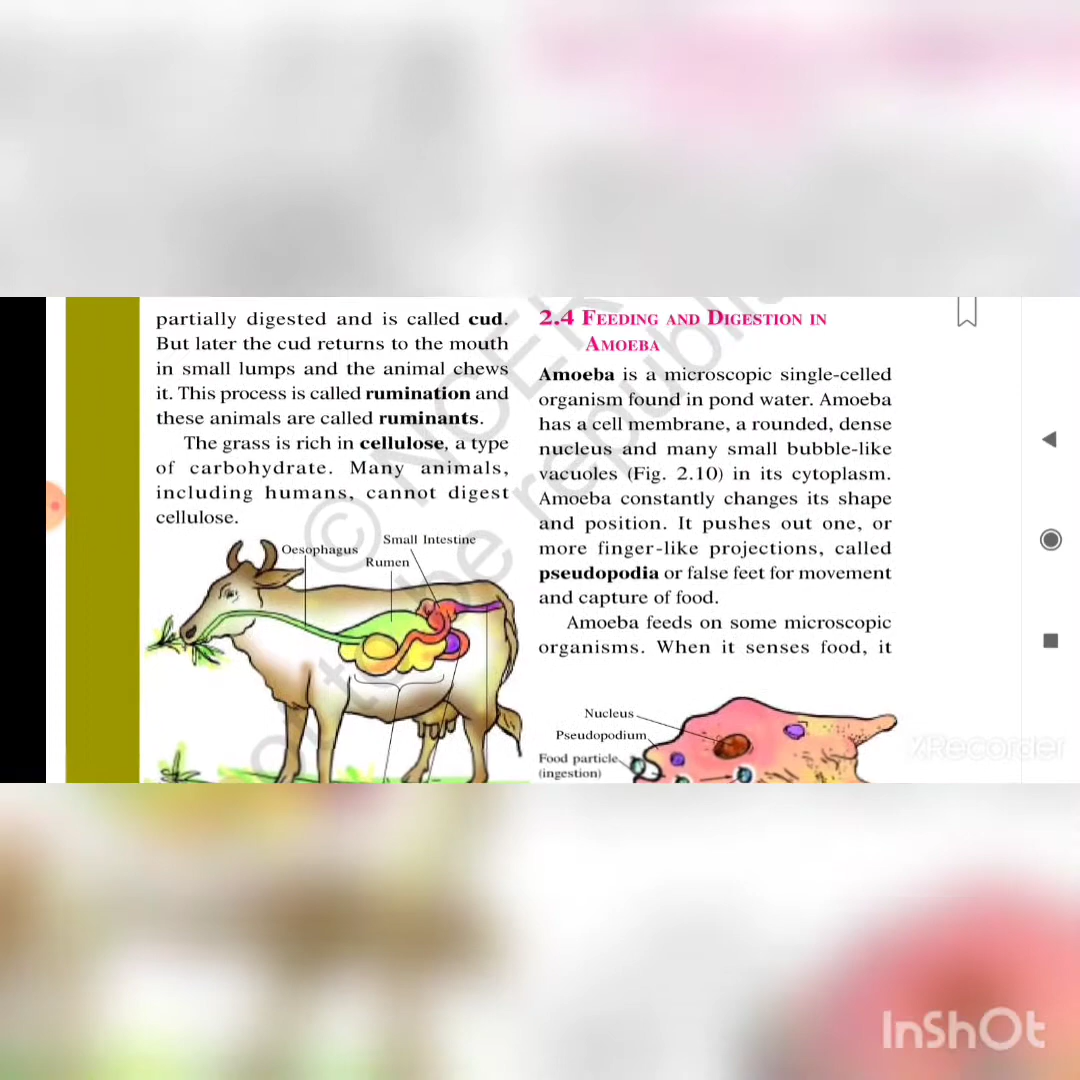 partially digested and is called cud.
But later the cud returns to the mouth
in small lumps and the animal chews
it. This process is called rumination and
these animals are called ruminants.
The grass is rich in cellulose, a type
of carbohydrate. Many animals,
including humans, cannot digest
cellulose.
Oesophagus
Small Intestine
Rumen
2.4 FEEDING AND DIGESTION IN
AMOEBA
Amoeba is a microscopic single-celled
organism found in pond water. Amoeba
has a cell membrane, a rounded, dense
nucleus and many small bubble-like
vacuoles (Fig. 2.10) in its cytoplasm.
Amoeba constantly changes its shape
and position. It pushes out one, or
more finger-like projections, called
pseudopodia or false feet for movement
and capture of food.
Amoeba feeds on some microscopic
organisms. When it senses food, it
Nucleus
Pseudopodium
Food particle
(ingestion)
© NCER
to be republi
XRecorder
InShOt